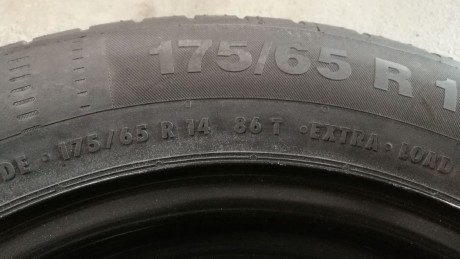 175/65 R 1
DE · 175/65 R 14 86 T · EXTRA · LOAD